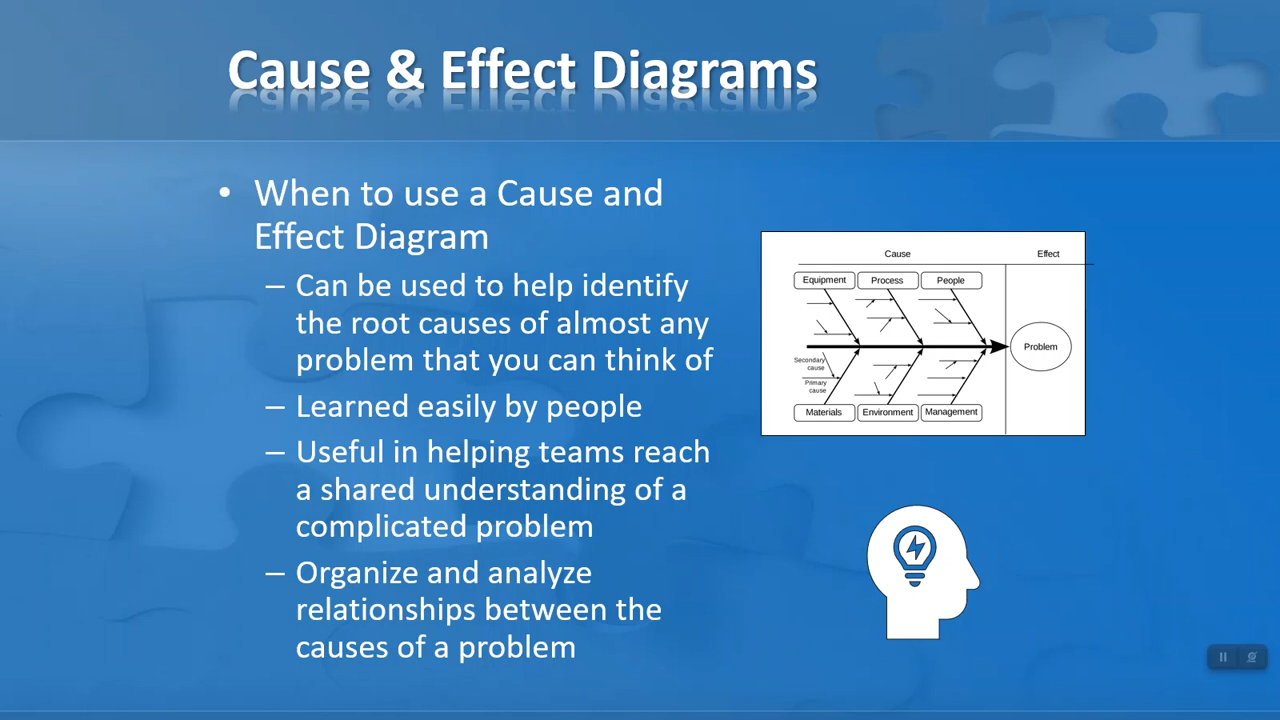 Cause & Effect Diagrams
• When to use a Cause and
Effect Diagram
– Can be used to help identify
the root causes of almost any
problem that you can think of
– Learned easily by people
– Useful in helping teams reach
a shared understanding of a
complicated problem
– Organize and analyze
relationships between the
causes of a problem
Cause Effect
Equipment Process People
Problem
Secondary
cause
Primary
cause
Materials Environment Management